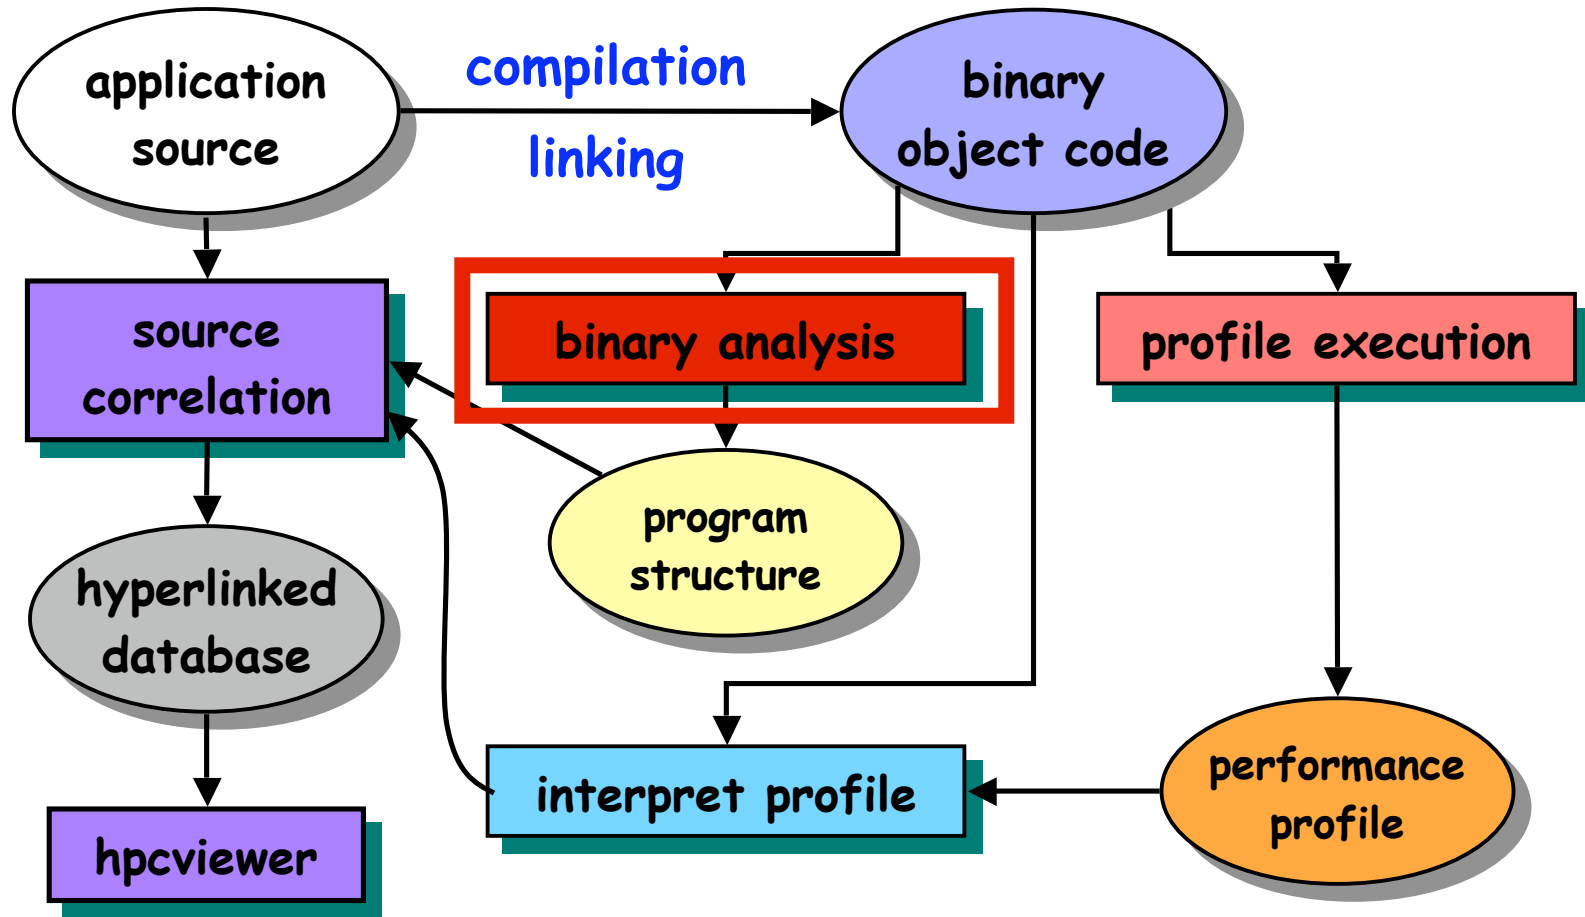 application
source
compilation
linking
binary
object code
source
correlation
binary analysis
profile execution
program
structure
hyperlinked
database
interpret profile
performance
profile
hpcviewer